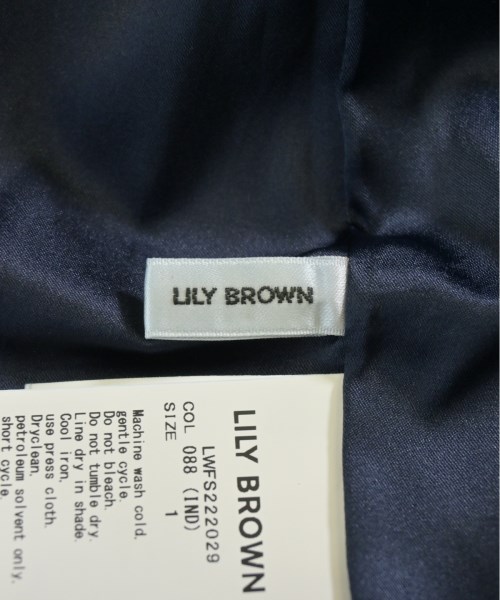 LILY BROWN
LILY BROWN
LWFS222029
COL 088 (IND)
SIZE 1
Machine wash cold.
gentle cycle.
Do not bleach.
Do not tumble dry.
Line dry in shade.
Cool iron,
use press cloth.
Dryclean,
petroleum solvent only.
short cycle.